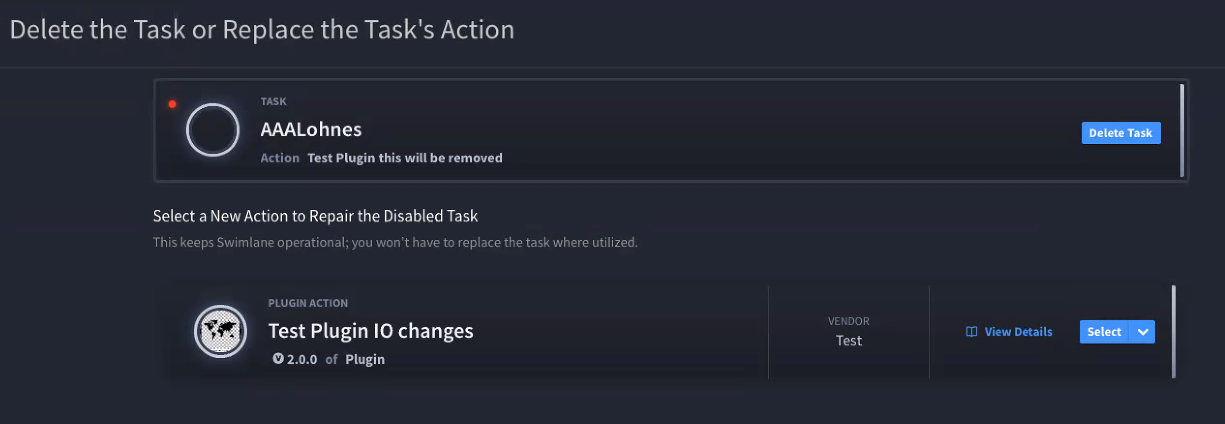 Delete the Task or Replace the Task's Action
TASK
AAALohnes
Action Test Plugin this will be removed
Delete Task
Select a New Action to Repair the Disabled Task
This keeps Swimlane operational; you won't have to replace the task where utilized.
PLUGIN ACTION
Test Plugin IO changes
V 2.0.0 of Plugin
VENDOR
Test
View Details
Select